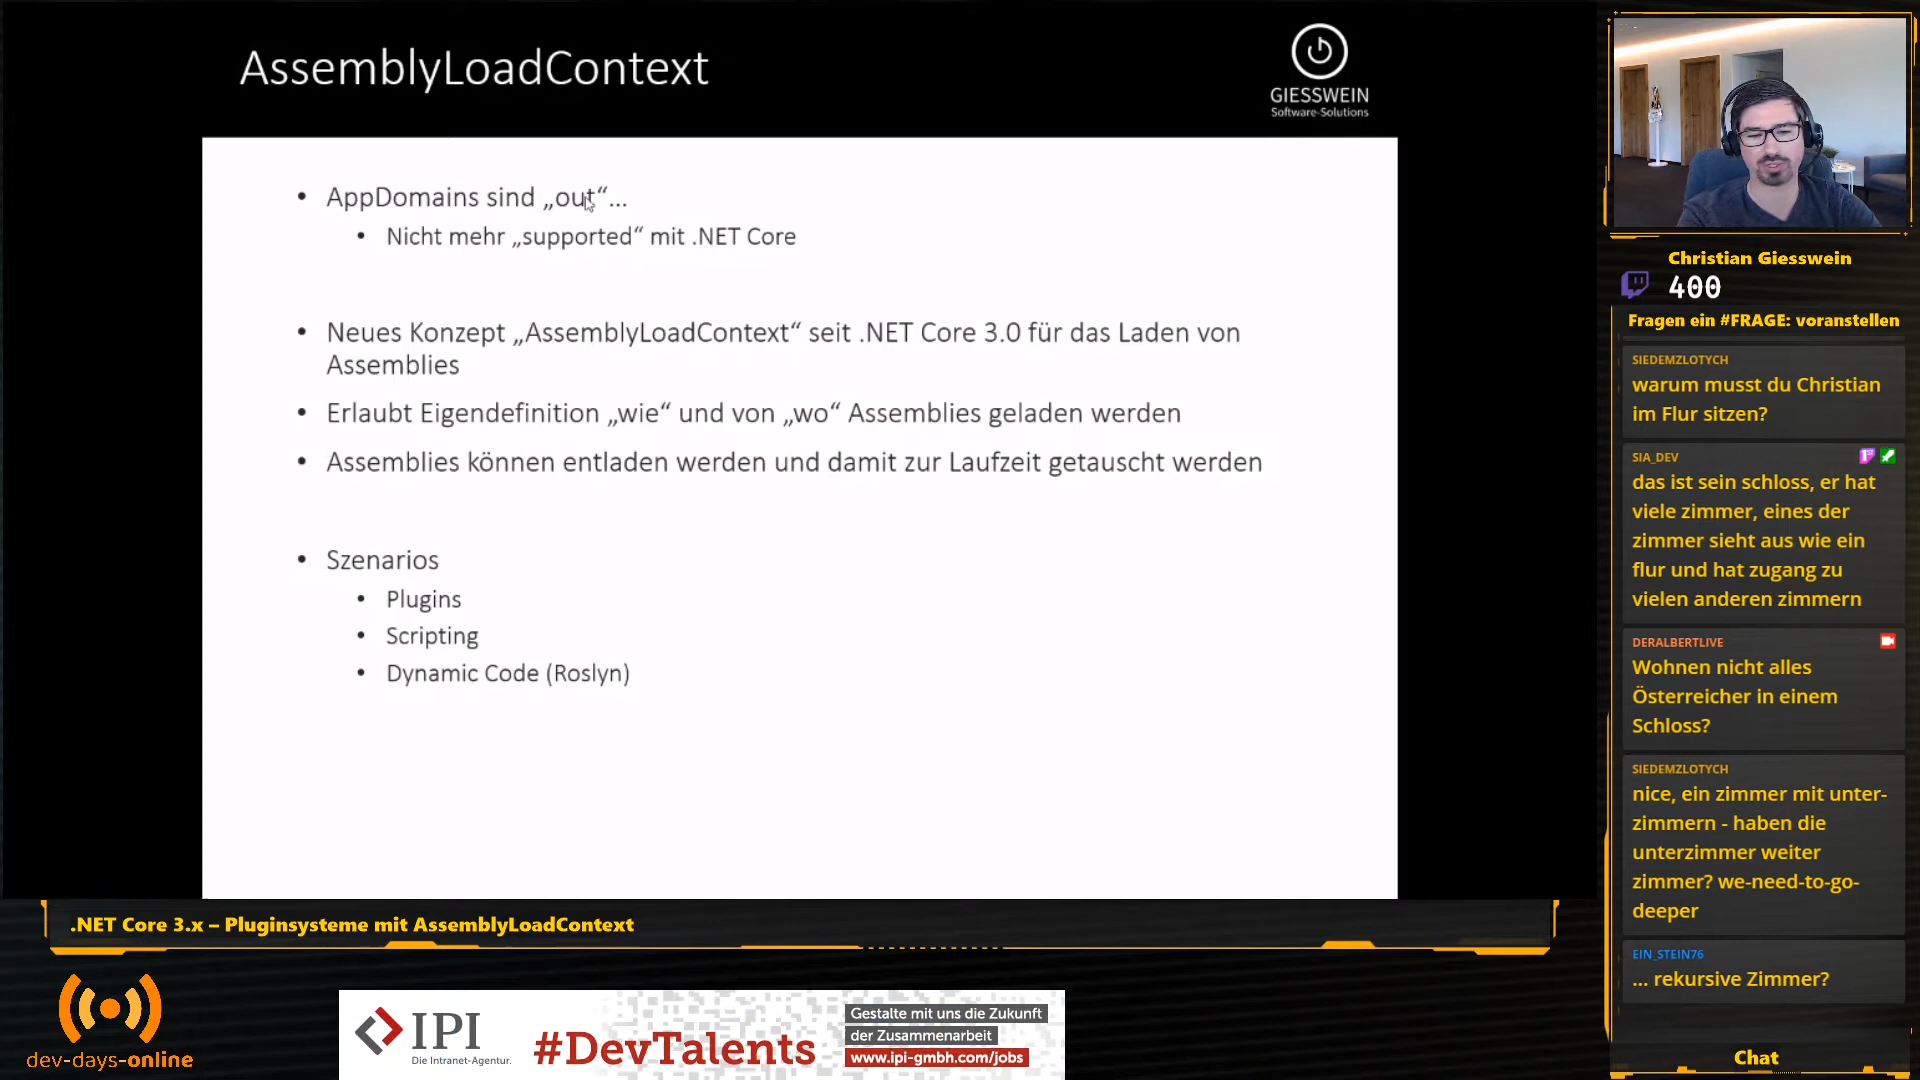 AssemblyLoadContext
GIESSWEIN
Software-Solutions
• AppDomains sind „out“...
• Nicht mehr „supported“ mit .NET Core
• Neues Konzept „AssemblyLoadContext“ seit .NET Core 3.0 für das Laden von
Assemblies
• Erlaubt Eigendefinition „wie“ und von „wo“ Assemblies geladen werden
• Assemblies können entladen werden und damit zur Laufzeit getauscht werden
• Szenarios
• Plugins
• Scripting
• Dynamic Code (Roslyn)
Christian Giesswein
400
Fragen ein #FRAGE: voranstellen
SIEDEMZLOTYCH
warum musst du Christian
im Flur sitzen?
SIA_DEV
das ist sein schloss, er hat
viele zimmer, eines der
zimmer sieht aus wie ein
flur und hat zugang zu
vielen anderen zimmern
DERALBERTLIVE
Wohnen nicht alles
Österreicher in einem
Schloss?
SIEDEMZLOTYCH
nice, ein zimmer mit unter-
zimmern - haben die
unterzimmer weiter
zimmer? we-need-to-go-
deeper
EIN_STEIN76
... rekursive Zimmer?
Chat
.NET Core 3.x – Pluginsysteme mit AssemblyLoadContext
dev-days-online
IPI
Die Intranet-Agentur.
#DevTalents
Gestalte mit uns die Zukunft
der Zusammenarbeit
www.ipi-gmbh.com/jobs